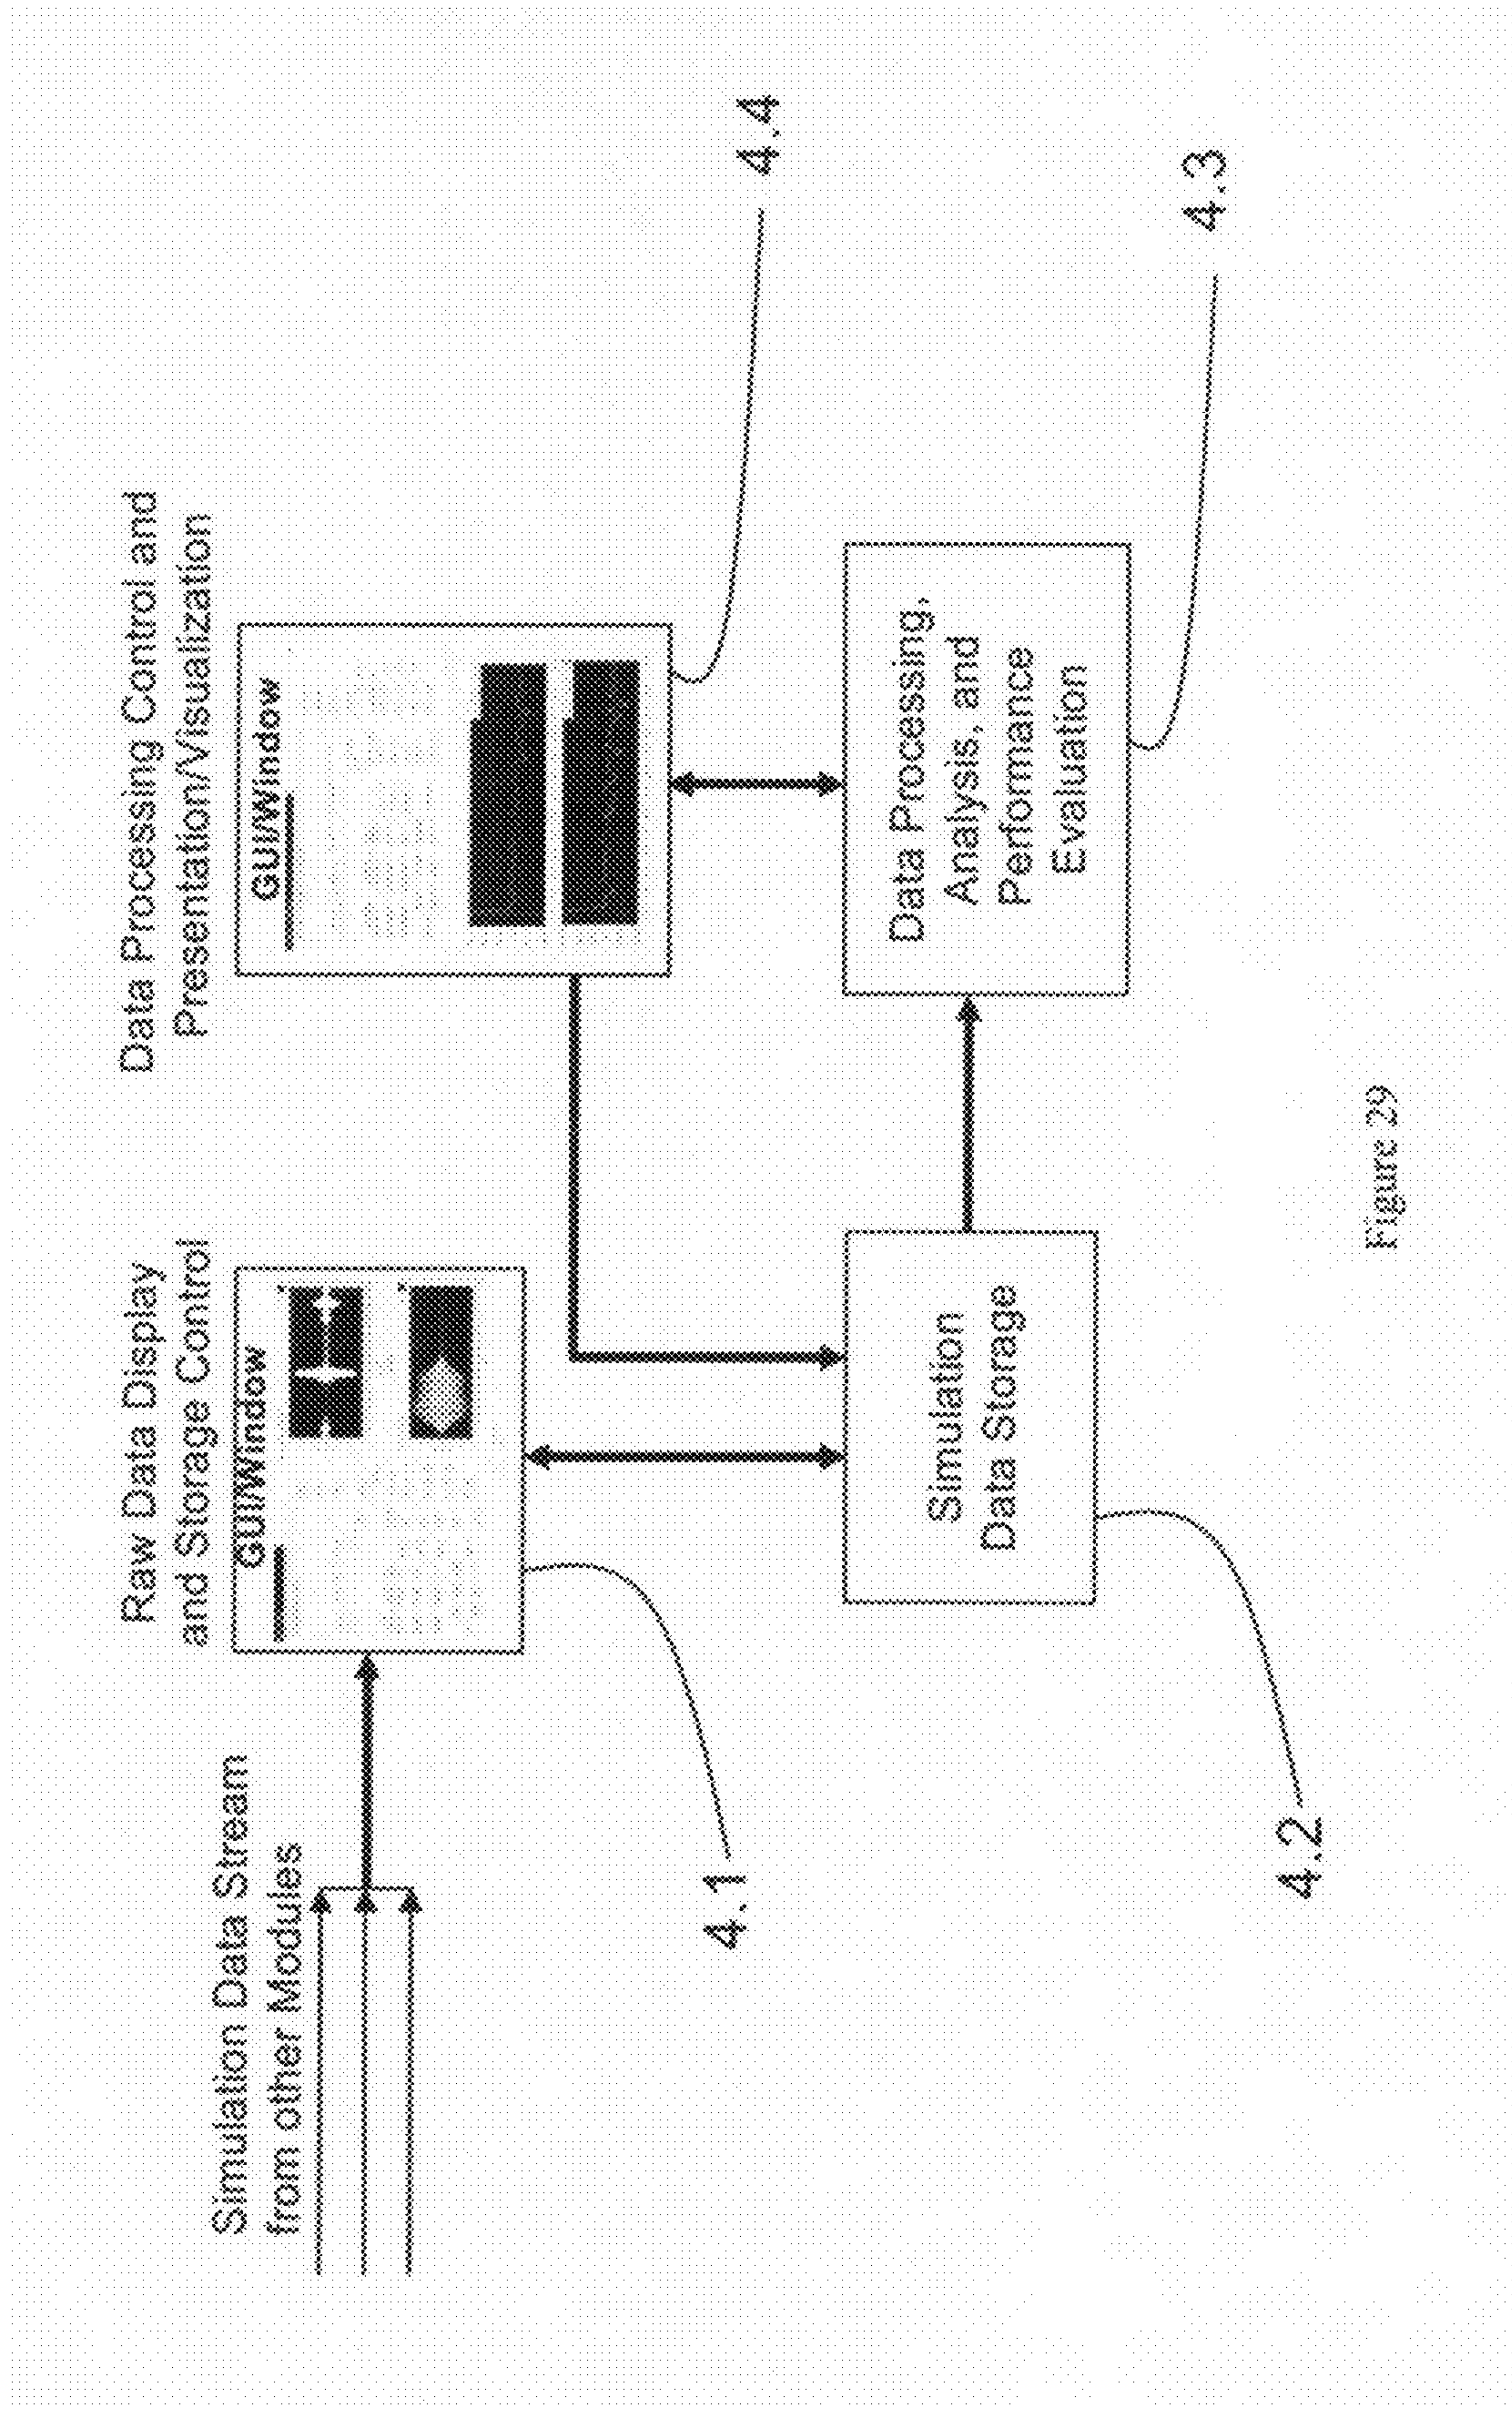 Simulation Data Stream
from other Modules
Raw Data Display
and Storage Control
GUI/Window
Data Processing Control and
Presentation/Visualization
GUI/Window
4.1
4.4
Simulation
Data Storage
Data Processing,
Analysis, and
Performance
Evaluation
4.2
4.3
Figure 29